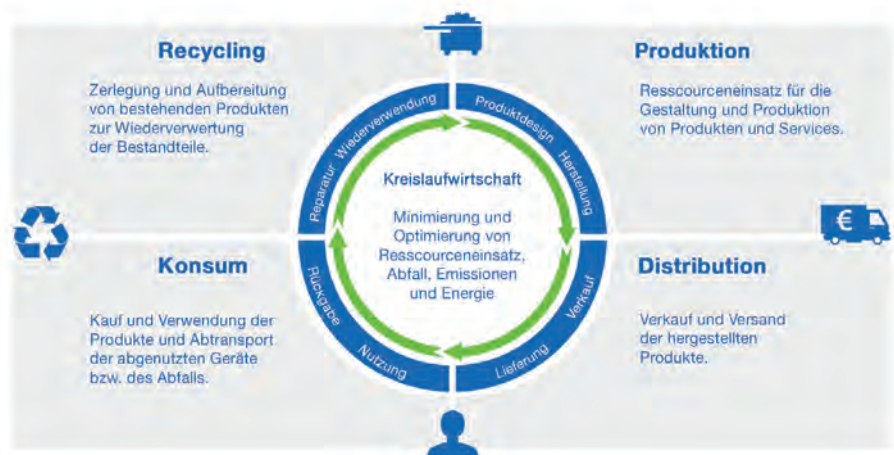 Recycling
Zerlegung und Aufbereitung
von bestehenden Produkten
zur Wiederverwertung
der Bestandteile.
Produktion
Resscourceneinsatz für die
Gestaltung und Produktion
von Produkten und Services.
Reparatur
Wiederverwendung
Produktdesign
Herstellung
Kreislaufwirtschaft
Minimierung und
Optimierung von
Resscourceneinsatz,
Abfall, Emissionen
und Energie
€
Konsum
Kauf und Verwendung der
Produkte und Abtransport
der abgenutzten Geräte
bzw. des Abfalls.
Rückgabe
Nutzung
Lieferung
Verkauf
Distribution
Verkauf und Versand
der hergestellten
Produkte.